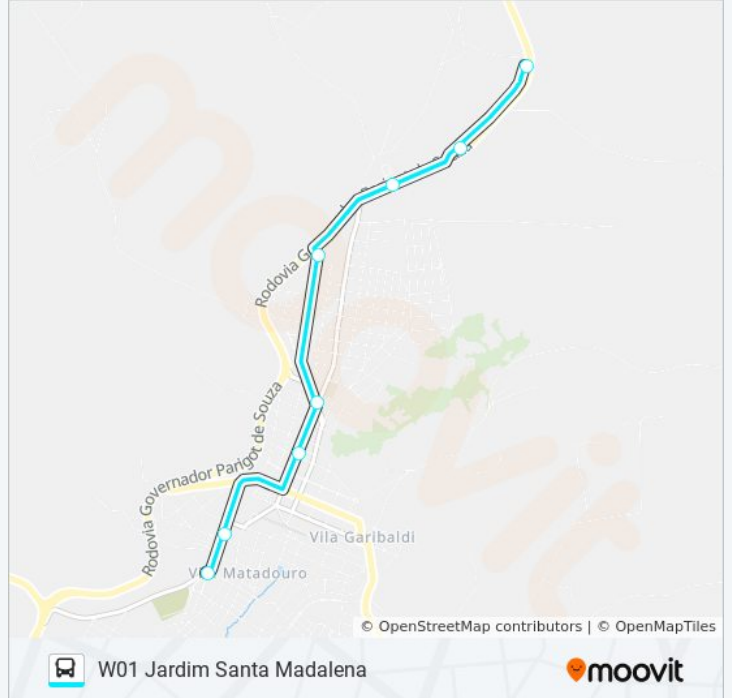 Rodovia G
Rodovia Governador Parigot de Souza
Vila Garibaldi
Matadouro
© OpenStreetMap contributors | © OpenMapTiles
W01 Jardim Santa Madalena
moovit